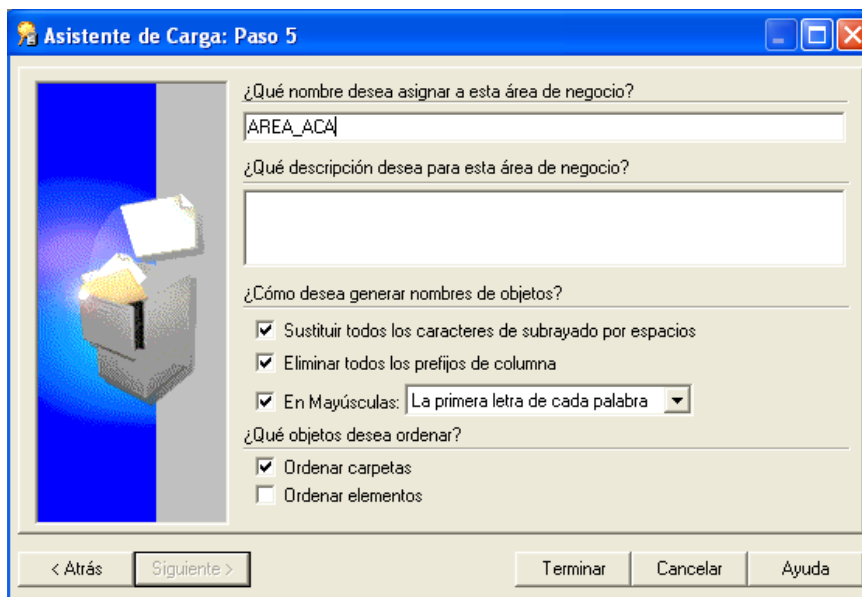 Asistente de Carga: Paso 5
¿Qué nombre desea asignar a esta área de negocio?
AREA_ACA
¿Qué descripción desea para esta área de negocio?
¿Cómo desea generar nombres de objetos?
Sustituir todos los caracteres de subrayado por espacios
Eliminar todos los prefijos de columna
En Mayúsculas: La primera letra de cada palabra
¿Qué objetos desea ordenar?
Ordenar carpetas
Ordenar elementos
< Atrás Siguiente > Terminar Cancelar Ayuda